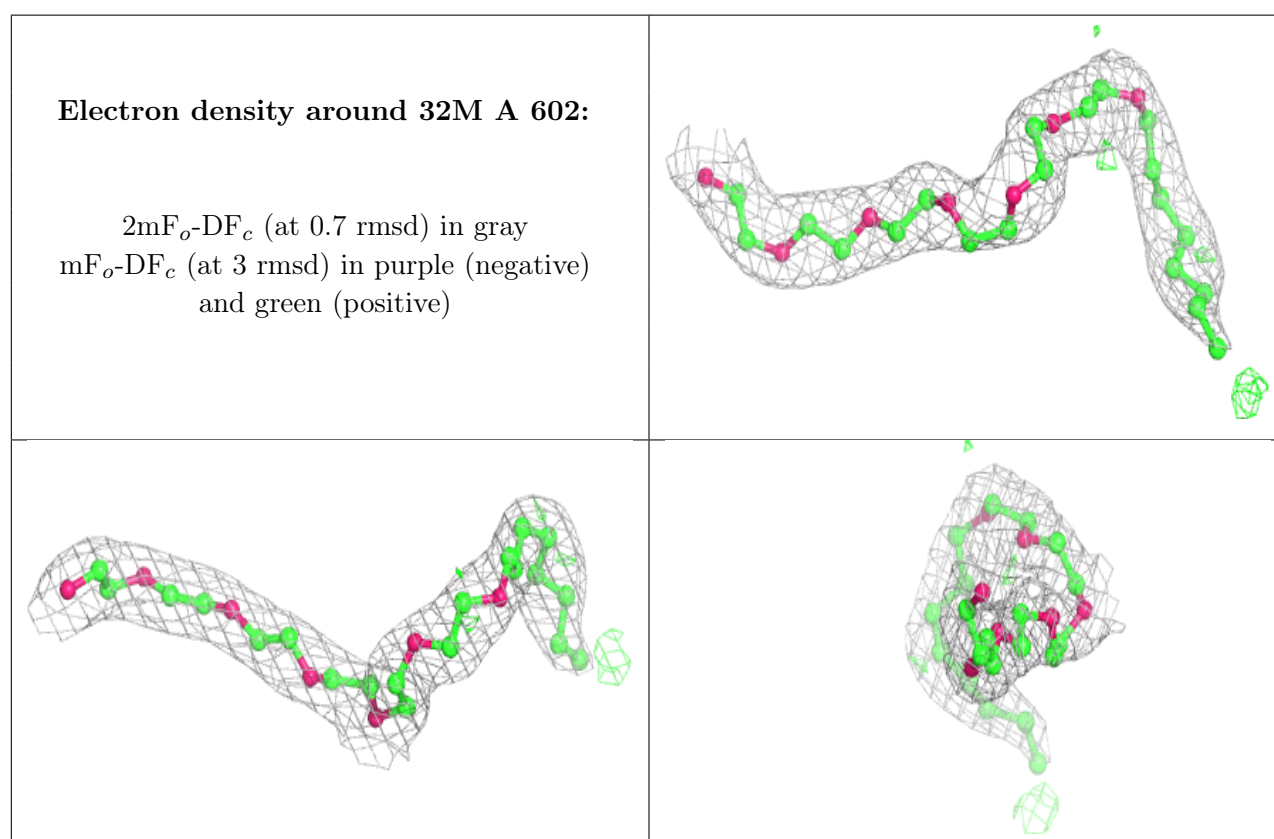 Electron density around 32M A 602:
2mFo-DFc (at 0.7 rmsd) in gray
mFo-DFc (at 3 rmsd) in purple (negative)
and green (positive)